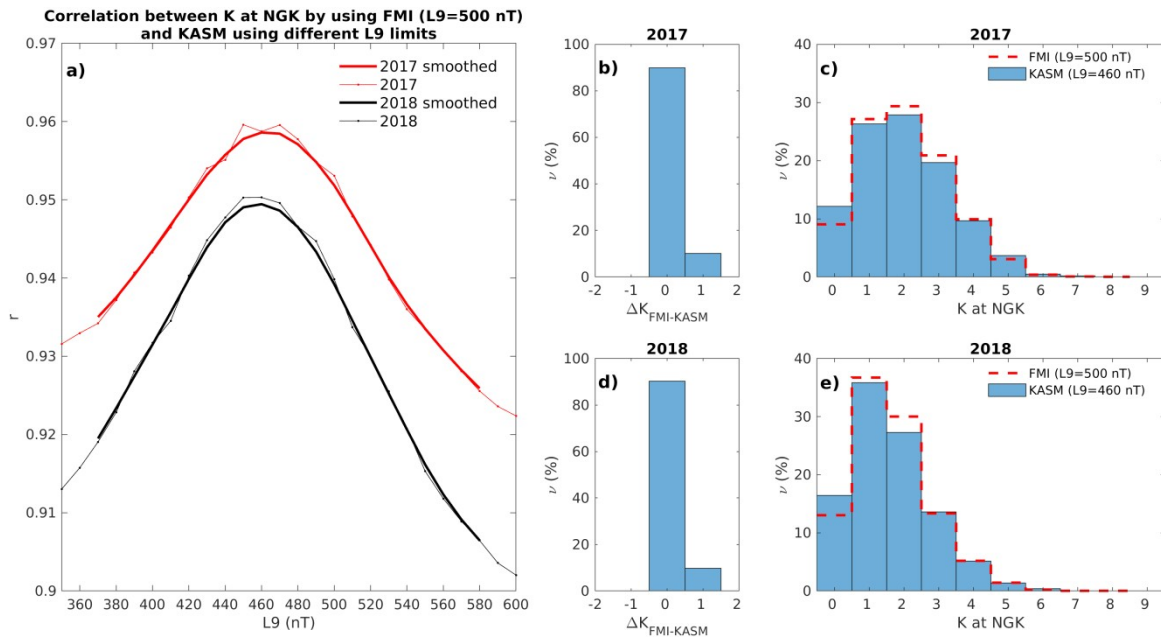 Correlation between K at NGK by using FMI (L9=500 nT)
and KASM using different L9 limits
a)
2017 smoothed
2017
2018 smoothed
2018
r
0.97
0.96
0.95
0.94
0.93
0.92
0.91
0.9
360 380 400 420 440 460 480 500 520 540 560 580 600
L9 (nT)
2017
b)
ν (%)
100
80
60
40
20
0
-2 -1 0 1 2
ΔK FMI-KASM
2017
c)
FMI (L9=500 nT)
KASM (L9=460 nT)
ν (%)
40
30
20
10
0
0 1 2 3 4 5 6 7 8 9
K at NGK
2018
d)
ν (%)
100
80
60
40
20
0
-2 -1 0 1 2
ΔK FMI-KASM
2018
e)
FMI (L9=500 nT)
KASM (L9=460 nT)
ν (%)
40
30
20
10
0
0 1 2 3 4 5 6 7 8 9
K at NGK